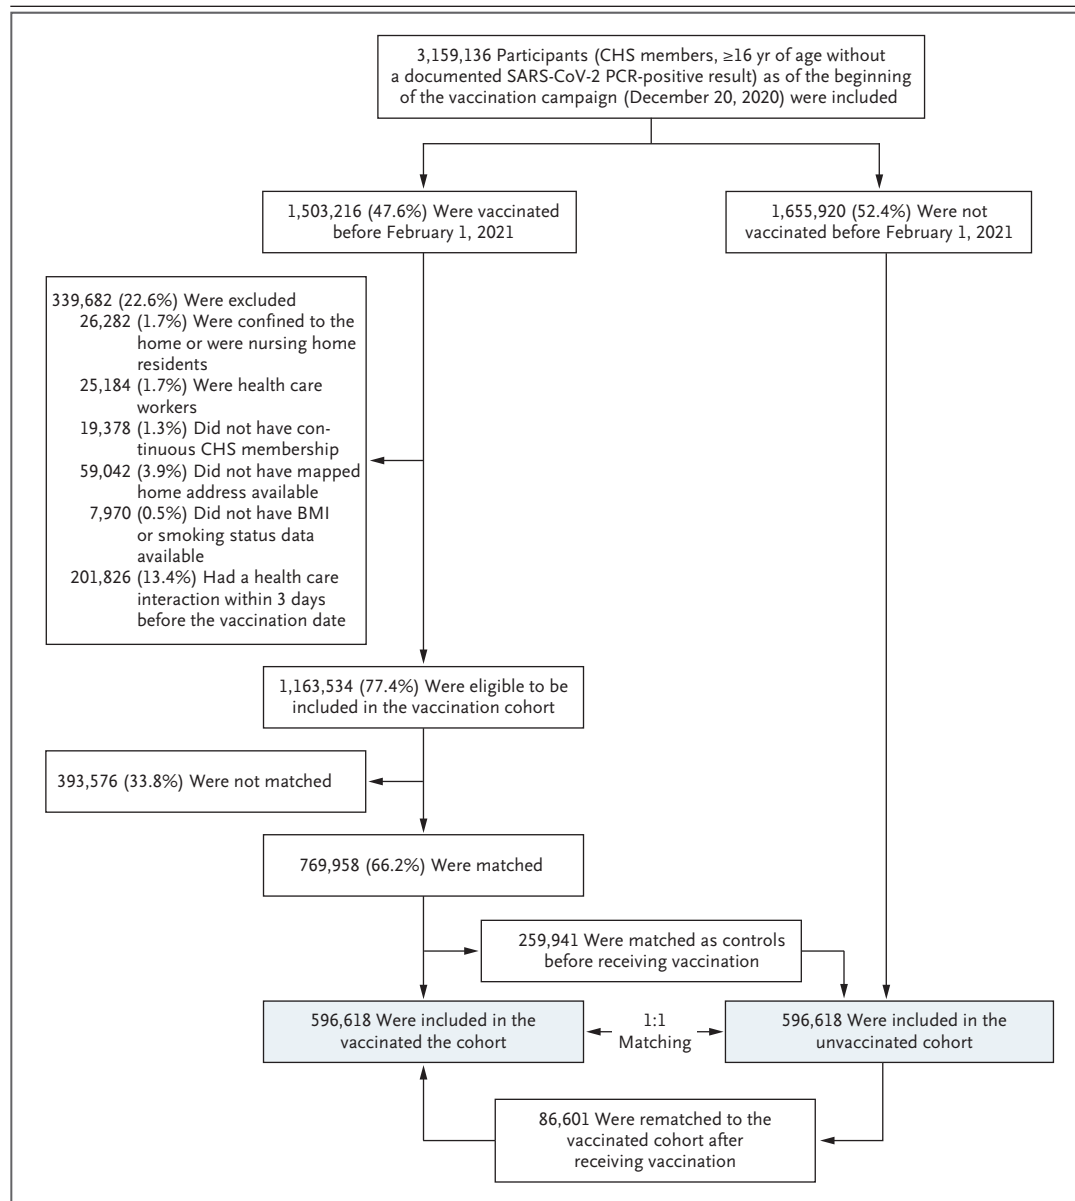 3,159,136 Participants (CHS members, ≥16 yr of age without
a documented SARS-CoV-2 PCR-positive result) as of the beginning
of the vaccination campaign (December 20, 2020) were included
1,503,216 (47.6%) Were vaccinated
before February 1, 2021
1,655,920 (52.4%) Were not
vaccinated before February 1, 2021
339,682 (22.6%) Were excluded
26,282 (1.7%) Were confined to the
home or were nursing home
residents
25,184 (1.7%) Were health care
workers
19,378 (1.3%) Did not have con-
tinuous CHS membership
59,042 (3.9%) Did not have mapped
home address available
7,970 (0.5%) Did not have BMI
or smoking status data
available
201,826 (13.4%) Had a health care
interaction within 3 days
before the vaccination date
1,163,534 (77.4%) Were eligible to be
included in the vaccination cohort
393,576 (33.8%) Were not matched
769,958 (66.2%) Were matched
259,941 Were matched as controls
before receiving vaccination
596,618 Were included in the
vaccinated the cohort
1:1
Matching
596,618 Were included in the
unvaccinated cohort
86,601 Were rematched to the
vaccinated cohort after
receiving vaccination